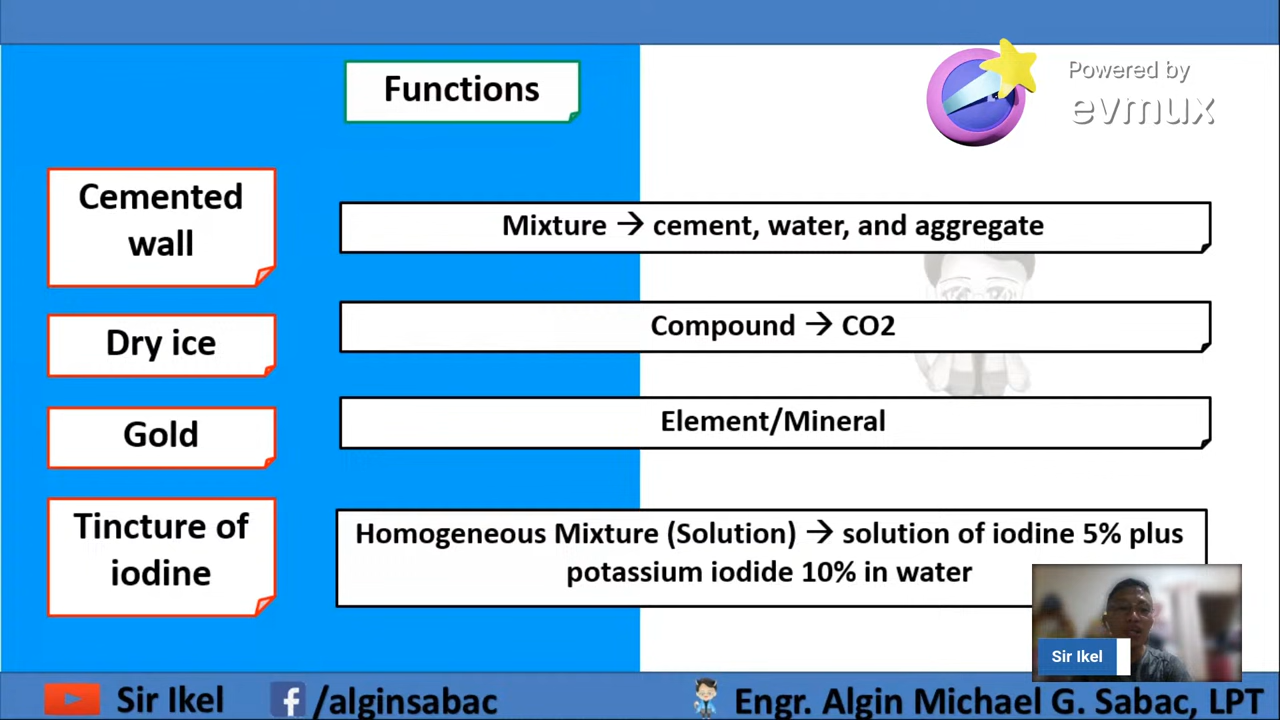 Functions
Powered by
evmux
Cemented
wall
Mixture → cement, water, and aggregate
Dry ice
Compound → CO2
Gold
Element/Mineral
Tincture of
iodine
Homogeneous Mixture (Solution) → solution of iodine 5% plus
potassium iodide 10% in water
Sir Ikel
Sir Ikel
/alginsabac
Engr. Algin Michael G. Sabac, LPT